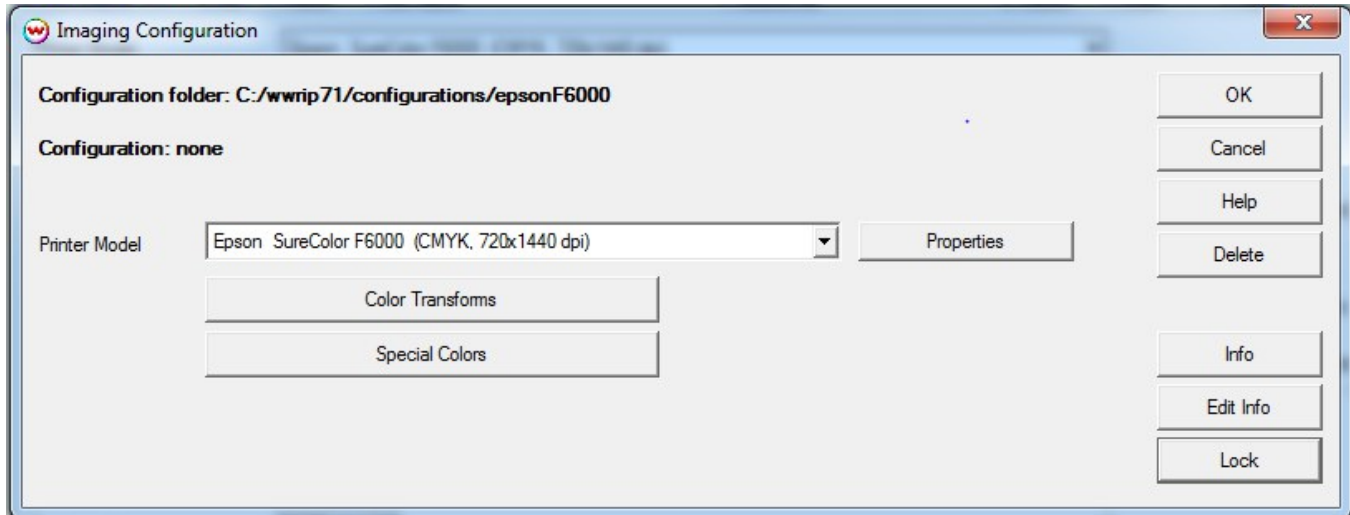 Imaging Configuration
Configuration folder: C:/wwrip71/configurations/epsonF6000
OK
Configuration: none
Cancel
Help
Printer Model
Epson SureColor F6000 (CMYK, 720x1440 dpi)
Properties
Delete
Color Transforms
Special Colors
Info
Edit Info
Lock